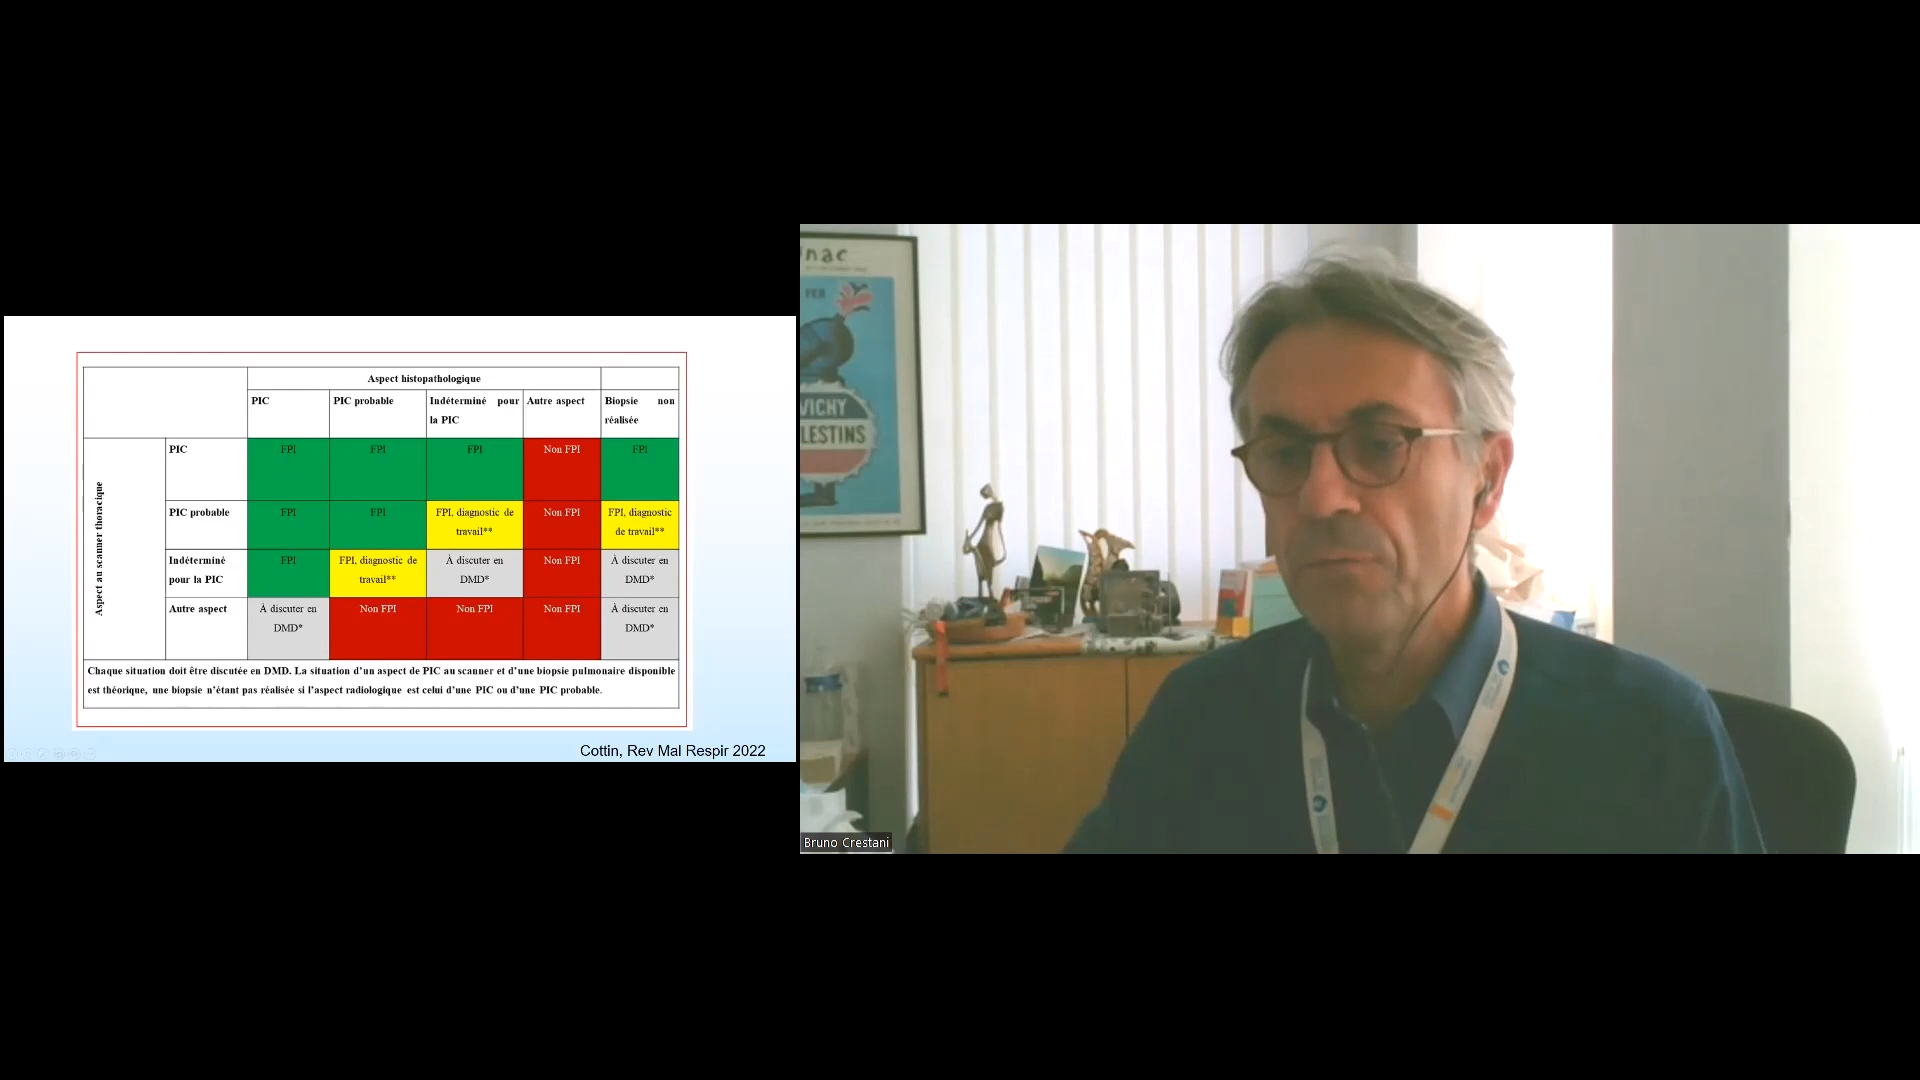 Aspect histopathologique
PIC
PIC probable
Indéterminé pour
la PIC
Autre aspect
Biopsie non
réalisée
Aspect au scanner thoracique
PIC
FPI
FPI
FPI
Non FPI
FPI
PIC probable
FPI
FPI
FPI, diagnostic de
travail**
Non FPI
FPI, diagnostic
de travail**
Indéterminé
pour la PIC
FPI
FPI, diagnostic de
travail**
À discuter en
DMD*
Non FPI
À discuter en
DMD*
Autre aspect
À discuter en
DMD*
Non FPI
Non FPI
Non FPI
À discuter en
DMD*
Chaque situation doit être discutée en DMD. La situation d'un aspect de PIC au scanner et d'une biopsie pulmonaire disponible
est théorique, une biopsie n'étant pas réalisée si l'aspect radiologique est celui d'une PIC ou d'une PIC probable.
Cottin, Rev Mal Respir 2022
nac
VICHY
LESTINS
Bruno Crestani